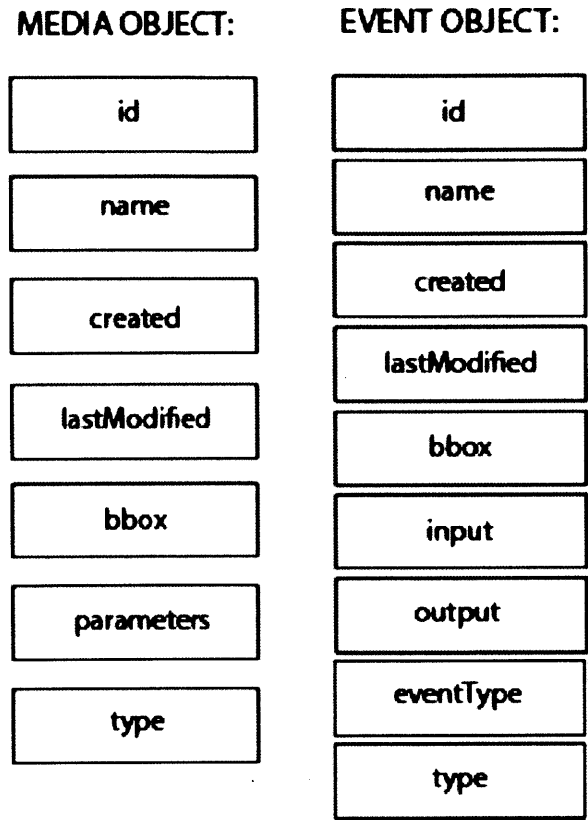 MEDIA OBJECT:
id
name
created
lastModified
bbox
parameters
type
EVENT OBJECT:
id
name
created
lastModified
bbox
input
output
eventType
type